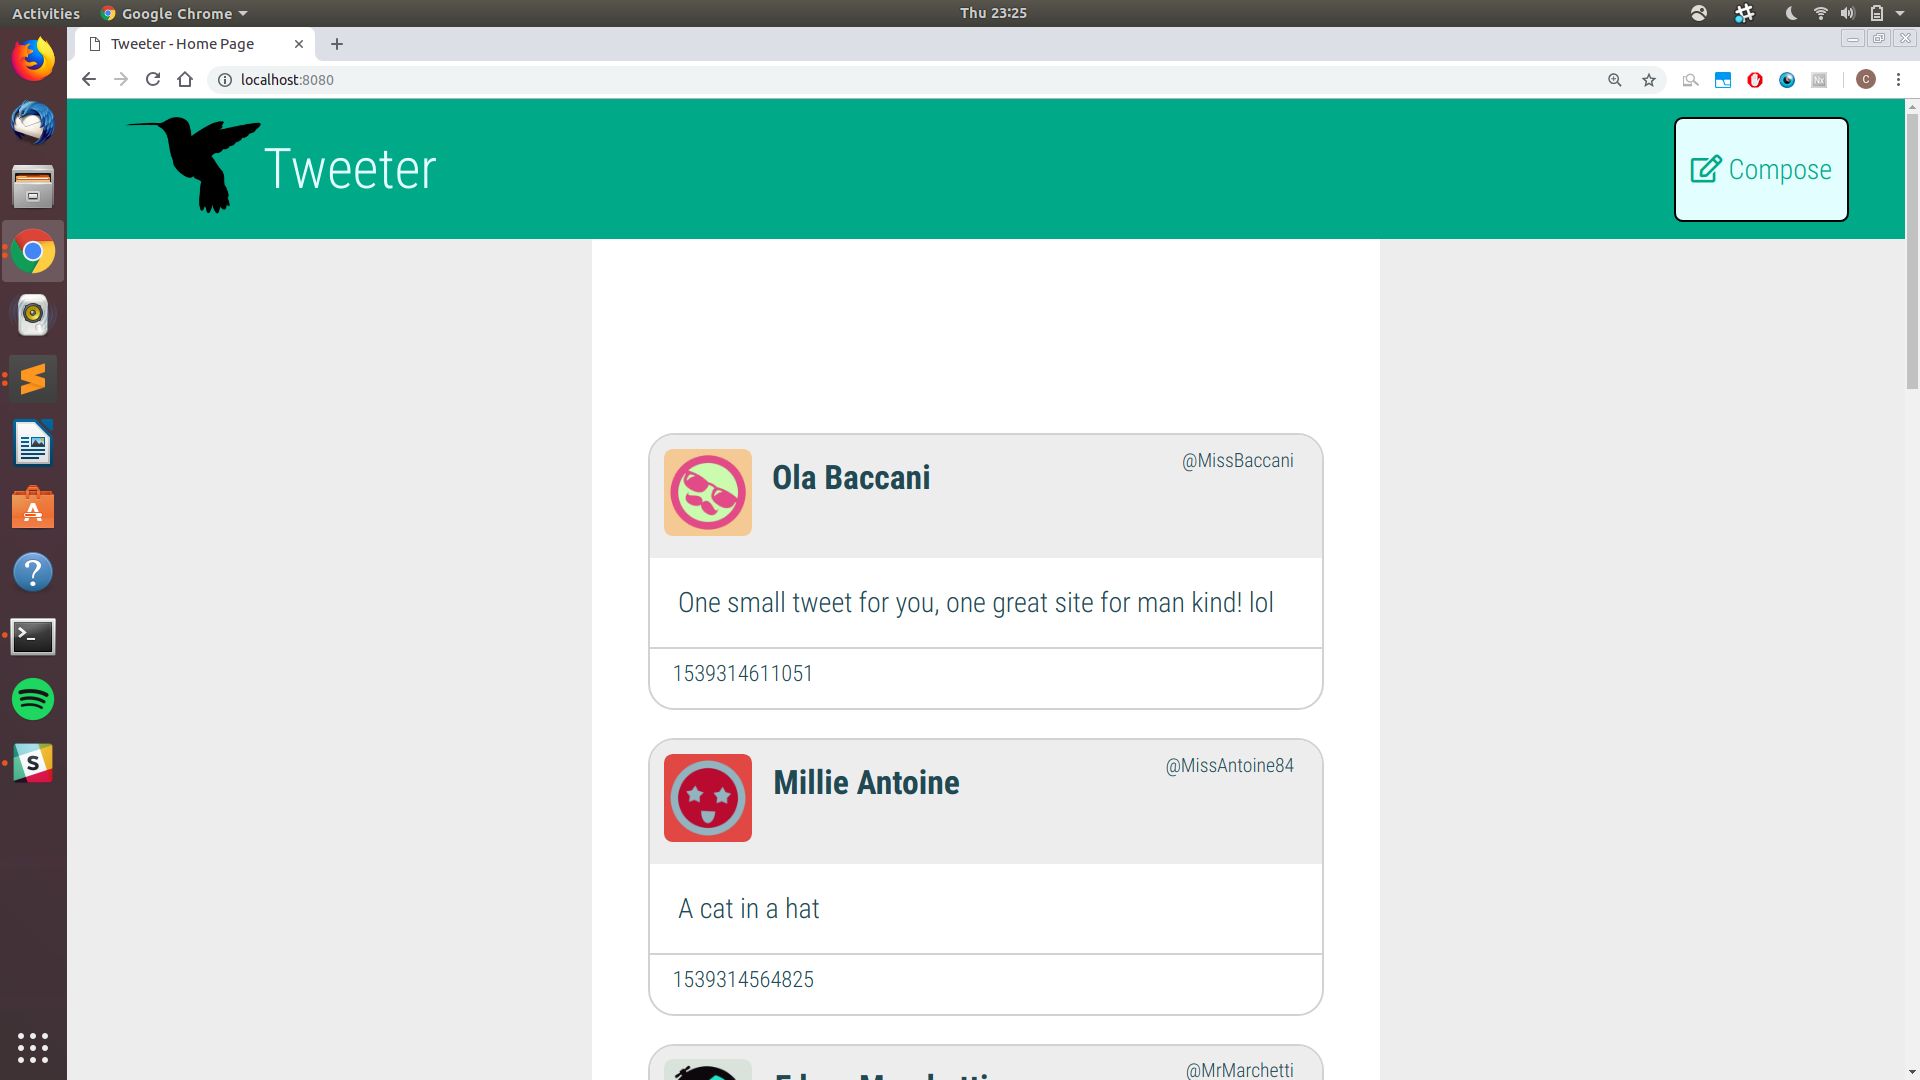 Activities Google Chrome Thu 23:25
Tweeter - Home Page
localhost:8080
Tweeter
Compose
Ola Baccani @MissBaccani
One small tweet for you, one great site for man kind! lol
1539314611051
Millie Antoine @MissAntoine84
A cat in a hat
1539314564825
@MrMarchetti